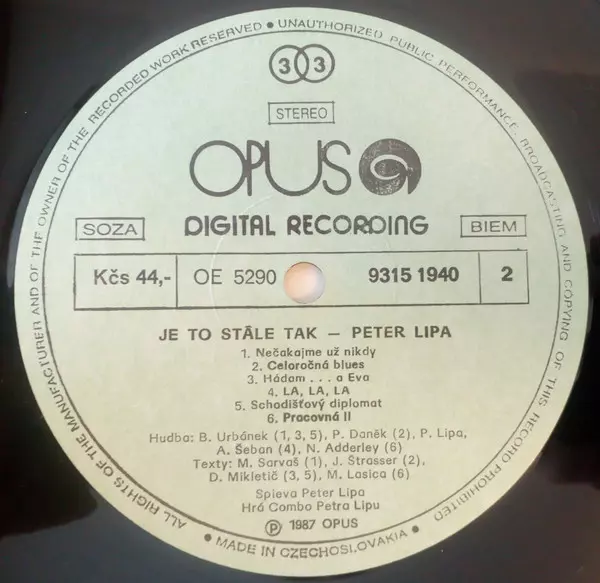 ALL RIGHTS OF THE MANUFACTURER AND OF THE OWNER OF THE RECORDED WORK RESERVED • UNAUTHORIZED PUBLIC PERFORMANCE, BROADCASTING AND COPYING OF THIS RECORD PROHIBITED
33
STEREO
OPUS
SOZA DIGITAL RECORDING BIEM
Kčs 44,- OE 5290 9315 1940 2
JE TO STÂLE TAK — PETER LIPA
1. Nečakajme už nikdy
2. Celoročná blues
3. Hádam . . . a Eva
4. LA, LA, LA
5. Schodišťový diplomat
6. Pracovná II
Hudba: B. Urbánek (1, 3, 5), P. Daněk (2), P. Lipa,
A. Šeban (4), N. Adderley (6)
Texty: M. Sarvaš (1), J. Štrasser (2),
D. Mikletič (3, 5), M. Lasica (6)
Spieva Peter Lipa
Hrá Combo Petra Lipu
Ⓟ 1987 OPUS
• MADE IN CZECHOSLOVAKIA •